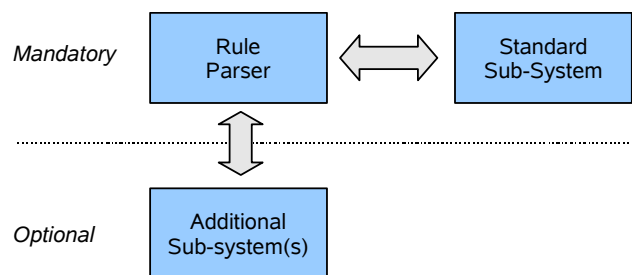 Mandatory
Rule
Parser
Standard
Sub-System
Optional
Additional
Sub-system(s)